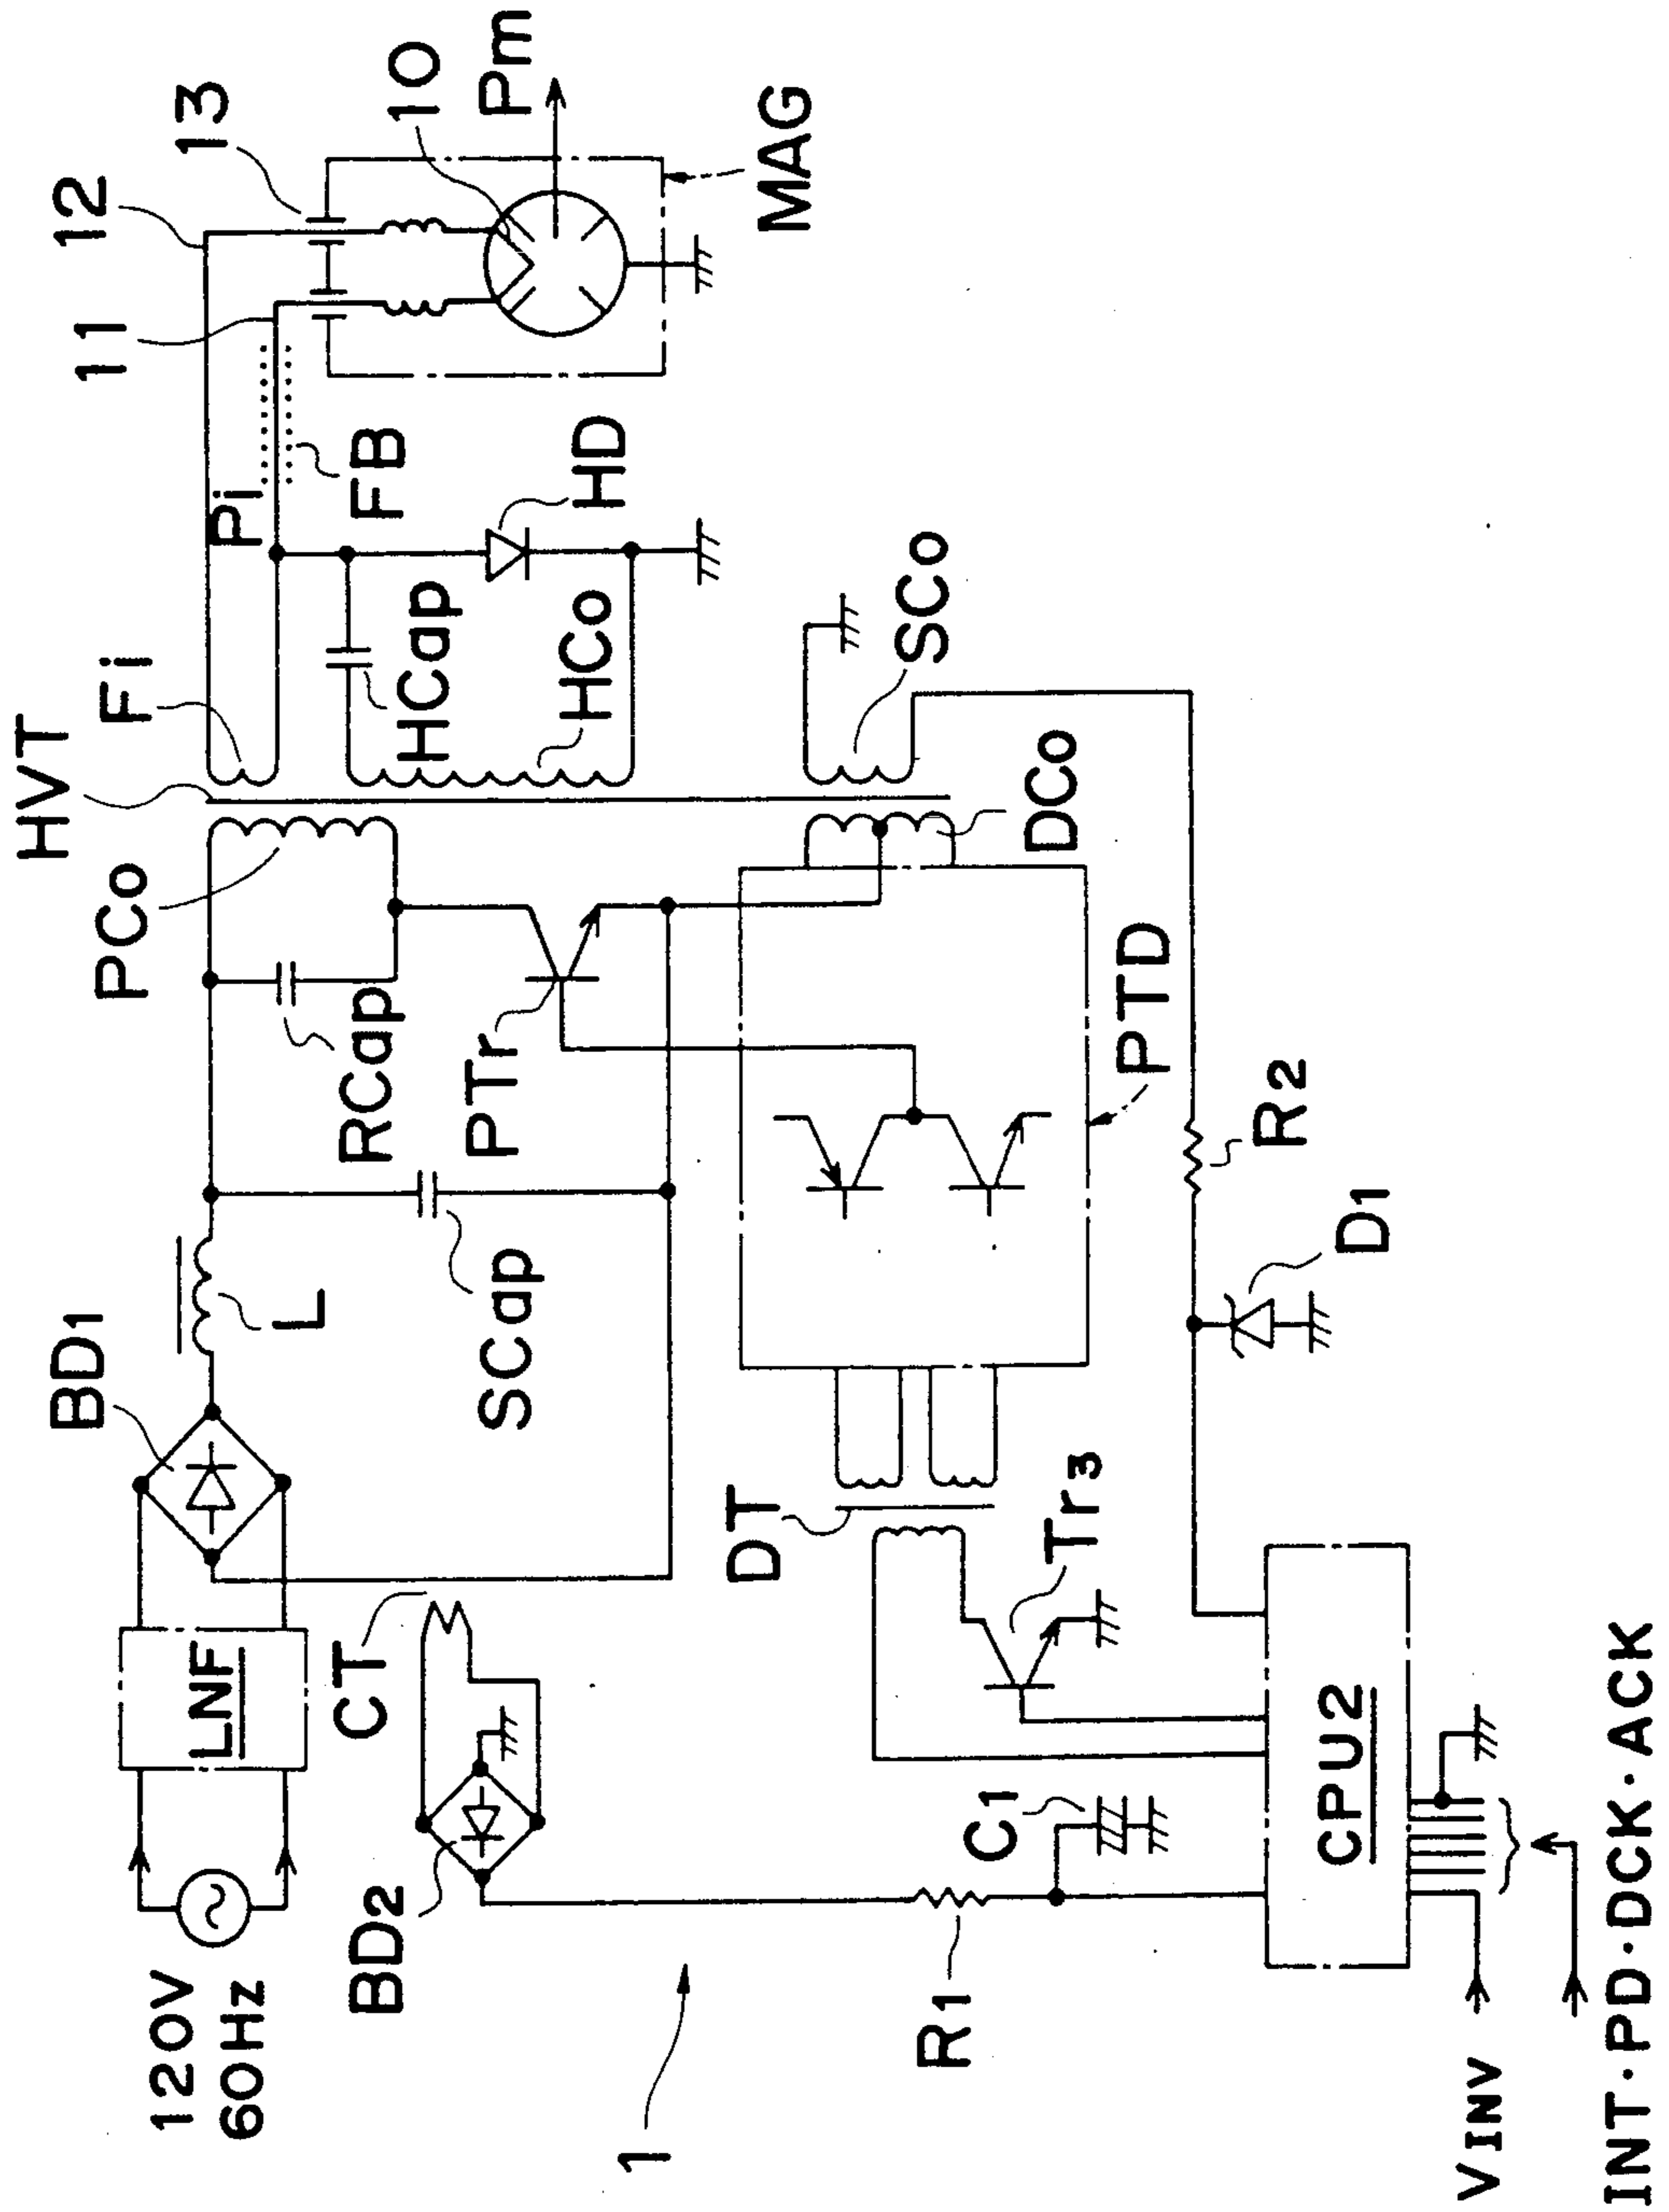 120V
60Hz
LNF
BD1
L
PCo
HVT
Fi
Pi
11
12
13
10
Pm
FB
RCap
HCap
HCo
HD
MAG
PTr
SCap
CT
BD2
DT
Tr3
DCo
SCo
PTD
R2
D1
C1
R1
CPU2
1
VINV
INT·PD·DCK·ACK